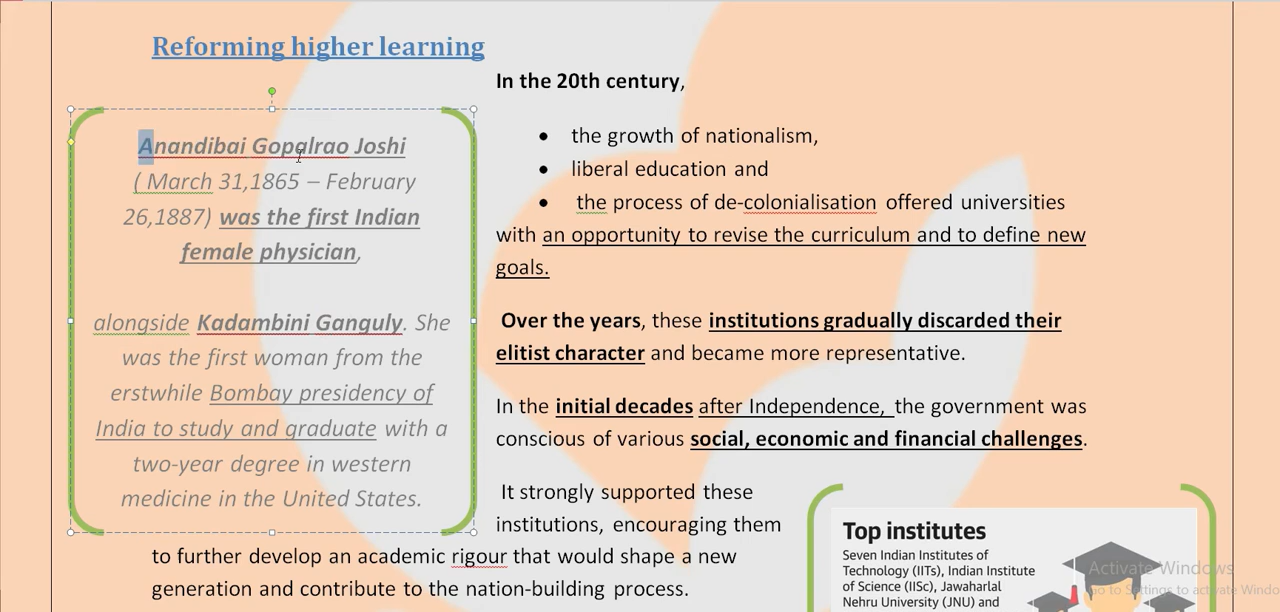 Reforming higher learning
Anandibai Gopalrao Joshi
( March 31,1865 – February
26,1887) was the first Indian
female physician,
alongside Kadambini Ganguly. She
was the first woman from the
erstwhile Bombay presidency of
India to study and graduate with a
two-year degree in western
medicine in the United States.
In the 20th century,
• the growth of nationalism,
• liberal education and
• the process of de-colonialisation offered universities
with an opportunity to revise the curriculum and to define new
goals.
Over the years, these institutions gradually discarded their
elitist character and became more representative.
In the initial decades after Independence, the government was
conscious of various social, economic and financial challenges.
It strongly supported these
institutions, encouraging them
to further develop an academic rigour that would shape a new
generation and contribute to the nation-building process.
Top institutes
Seven Indian Institutes of
Technology (IITs), Indian Institute
of Science (IISc), Jawaharlal
Nehru University (JNU) and
Activate Windows
Go to Settings to activate Windo